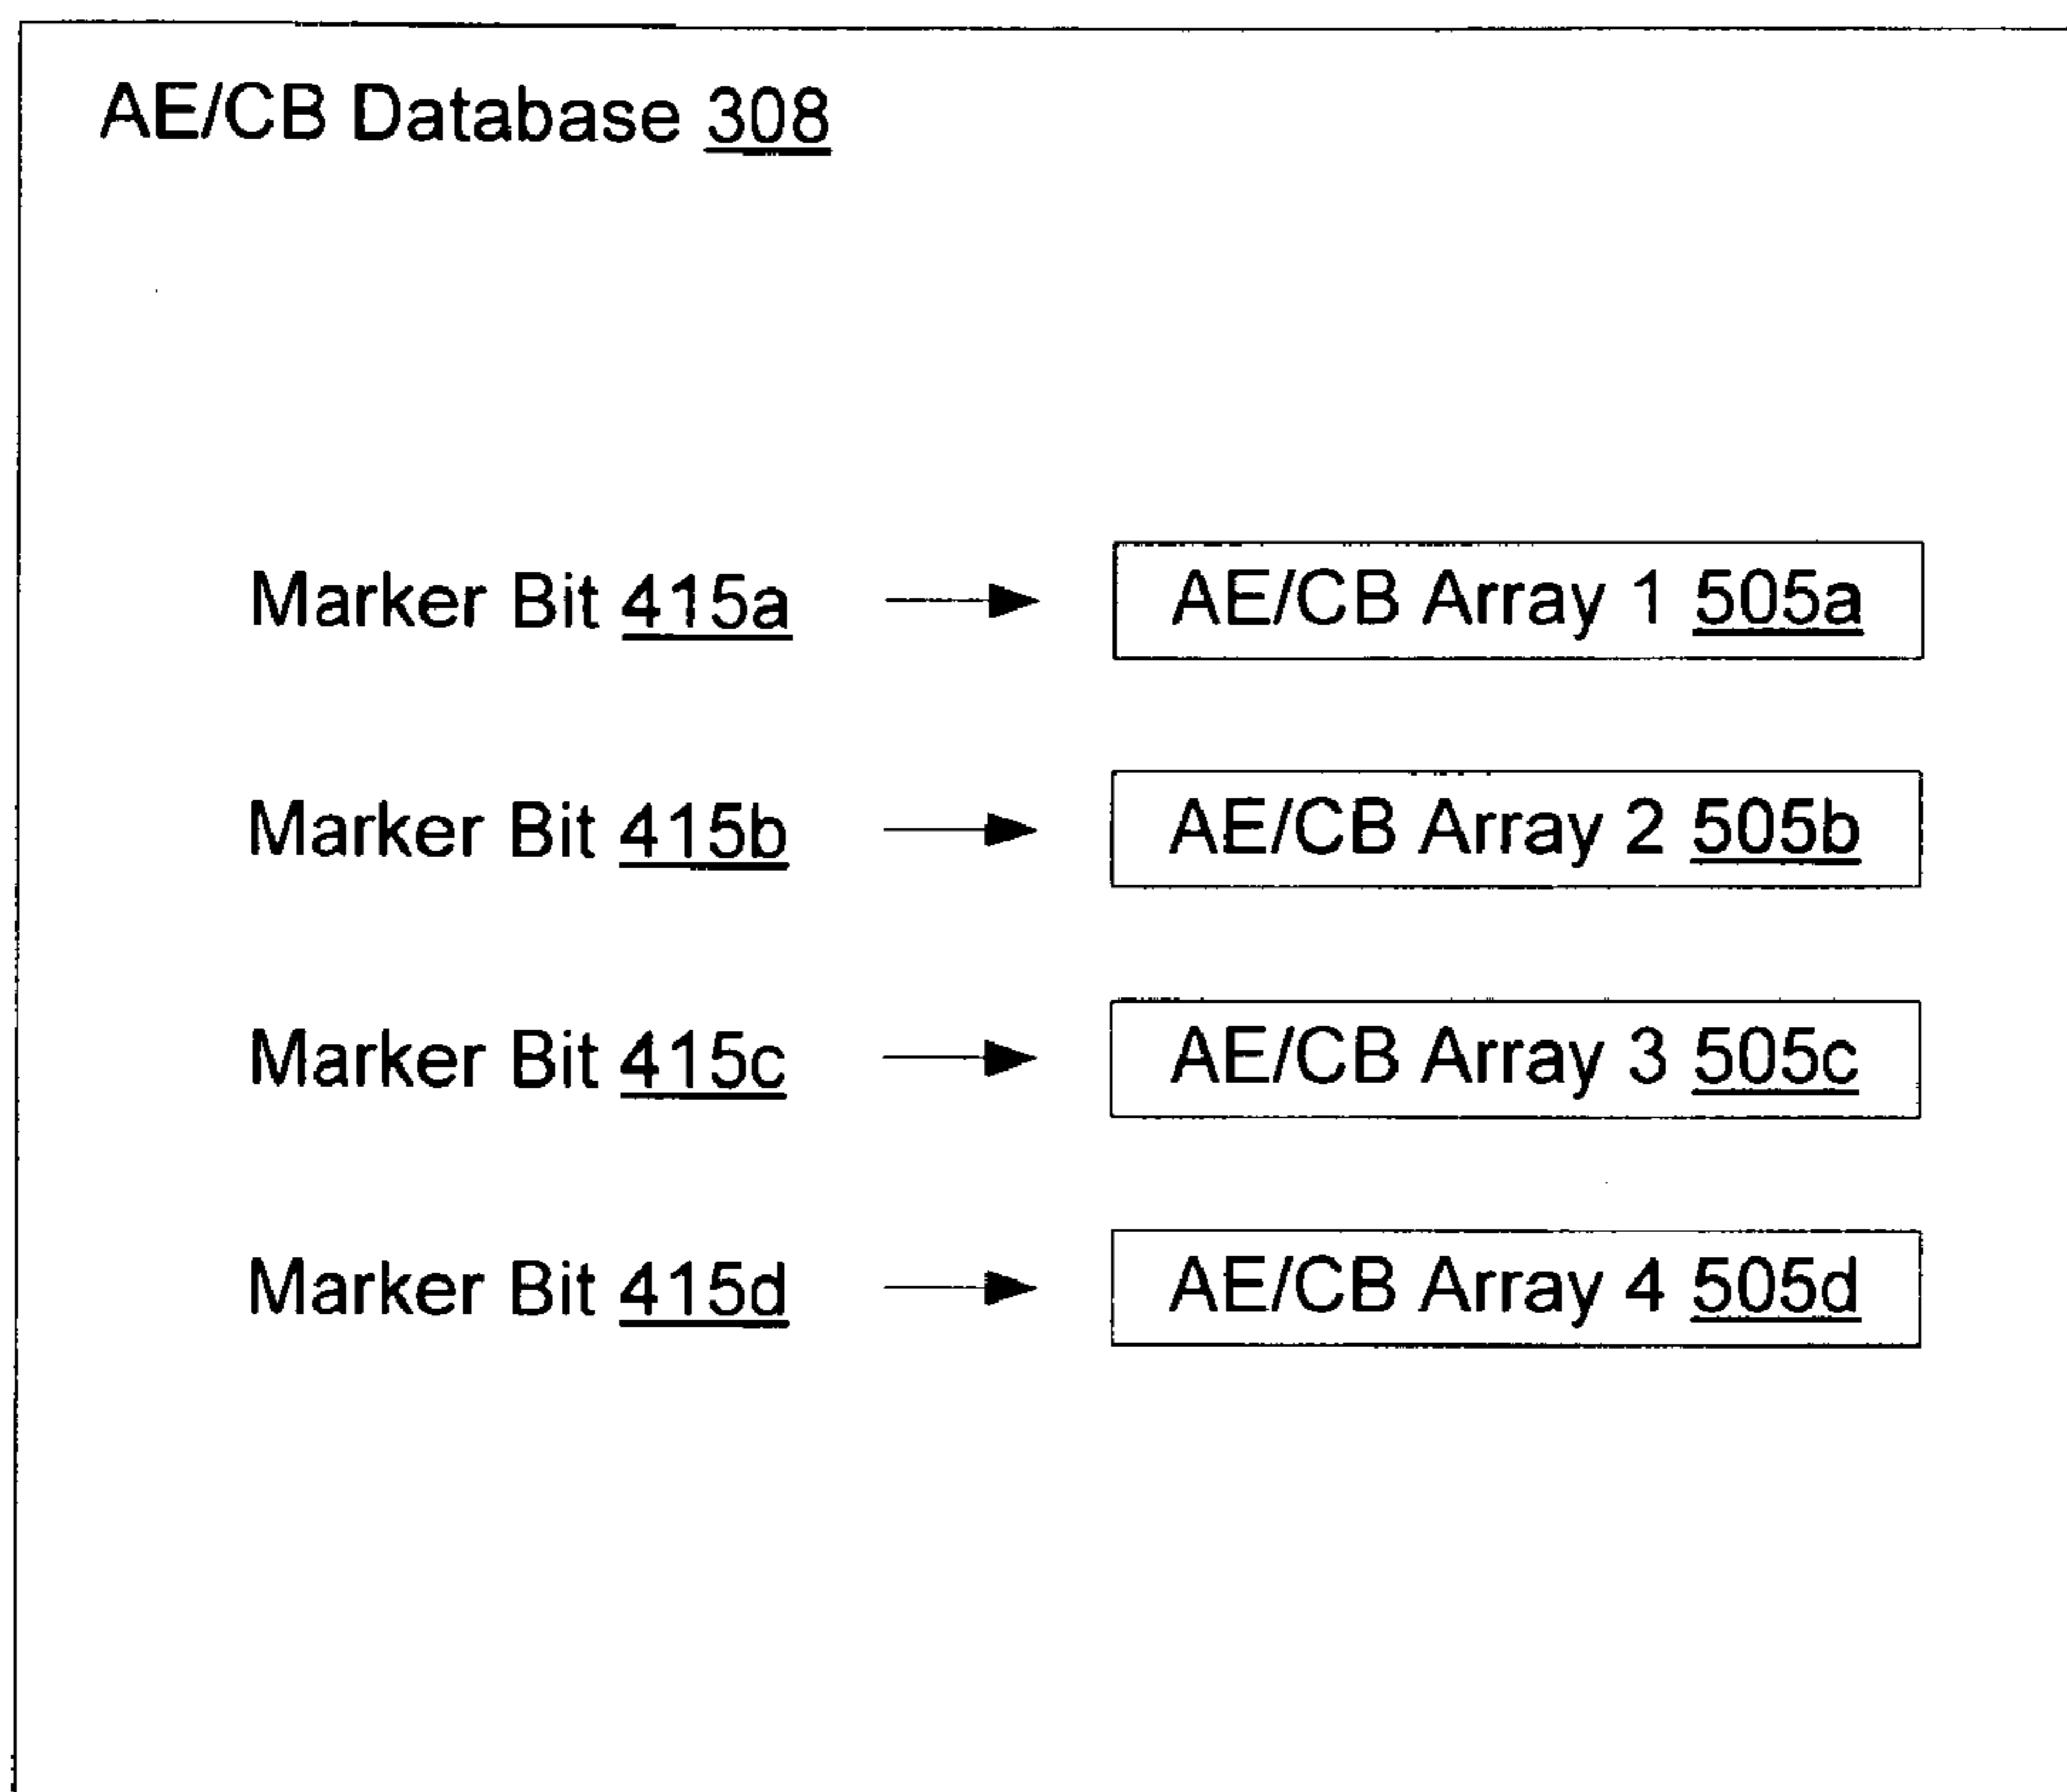 AE/CB Database 308
Marker Bit 415a AE/CB Array 1 505a
Marker Bit 415b AE/CB Array 2 505b
Marker Bit 415c AE/CB Array 3 505c
Marker Bit 415d AE/CB Array 4 505d